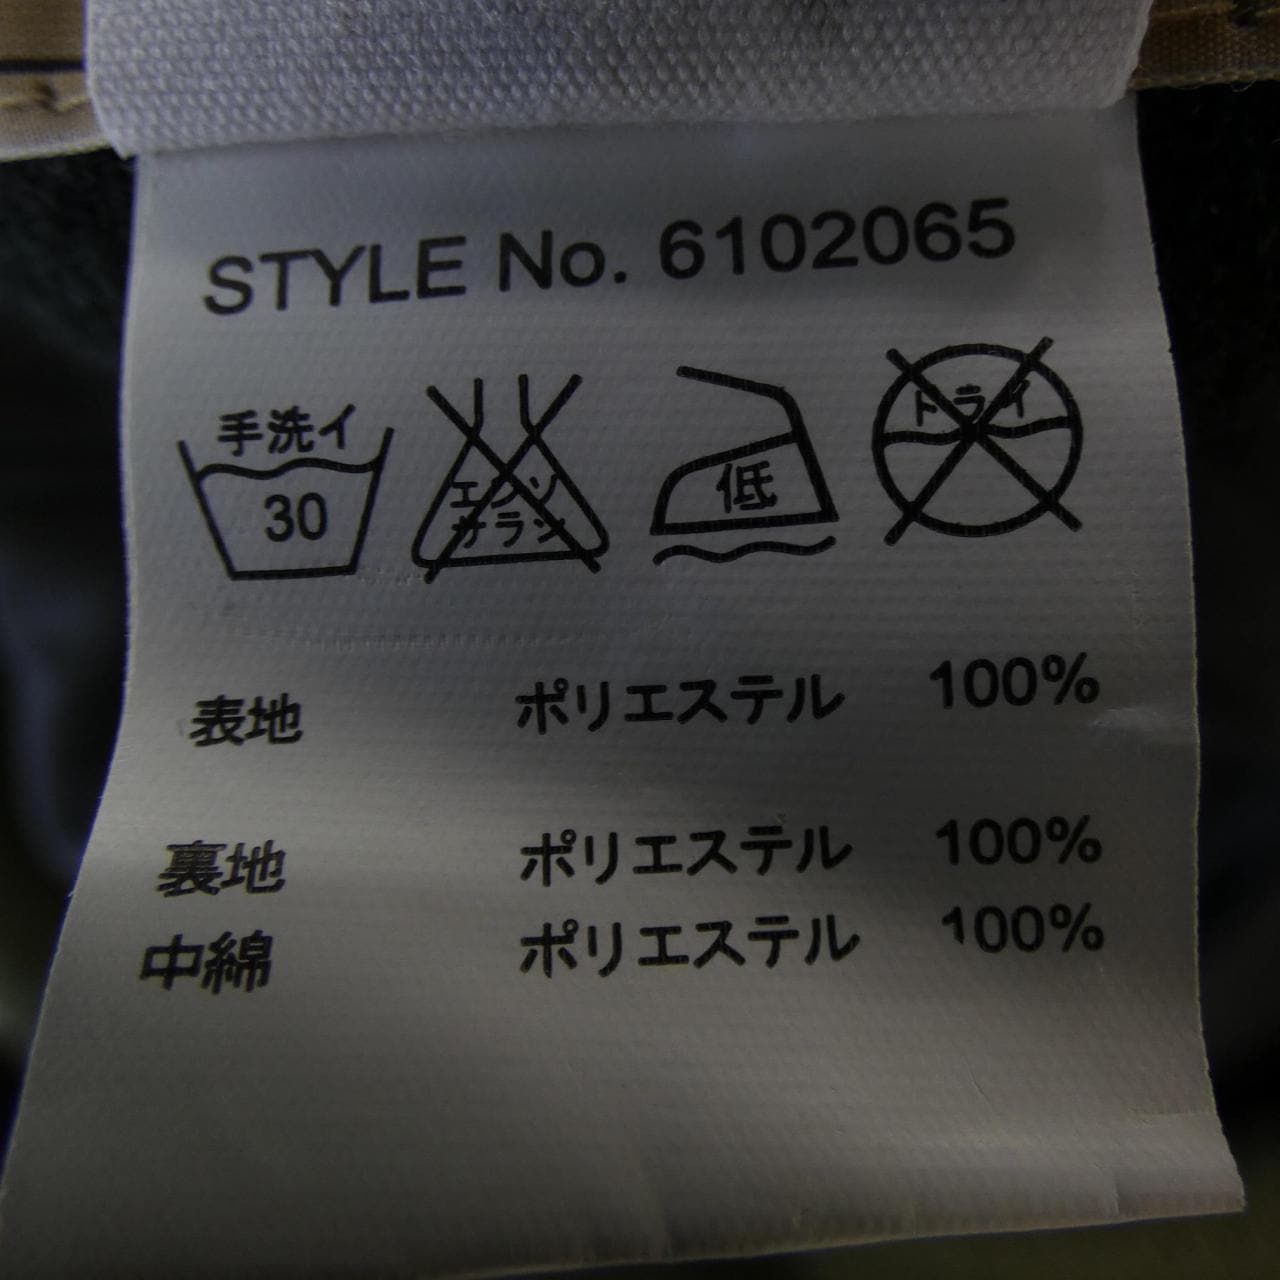 STYLE No. 6102065
手洗イ
30
エンソ
サラシ
低
ドライ
表地 ポリエステル 100%
裏地 ポリエステル 100%
中綿 ポリエステル 100%